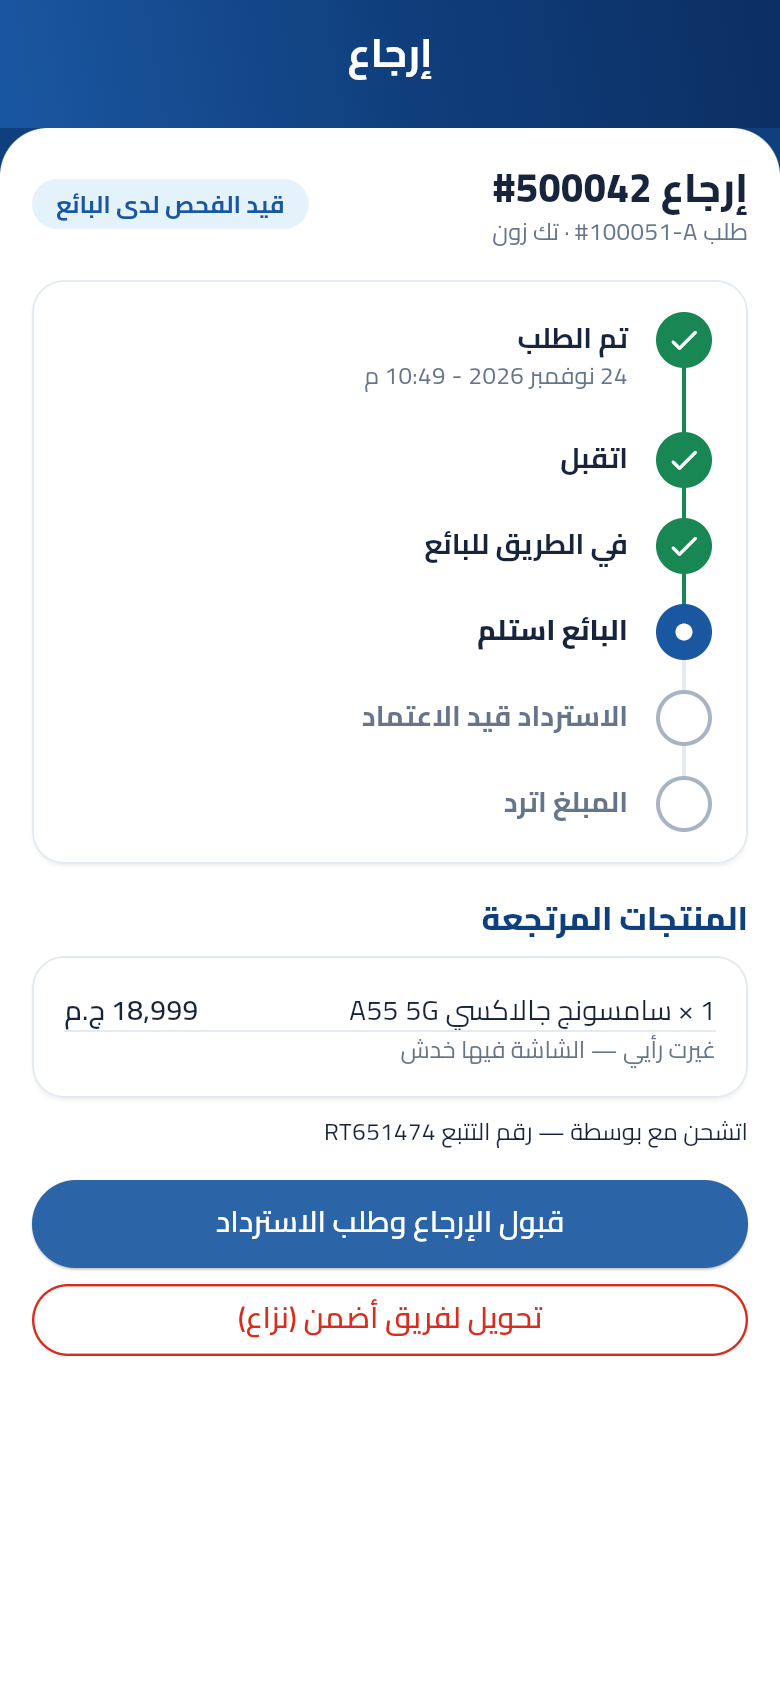 إرجاع
إرجاع #500042
قيد الفحص لدى البائع
طلب #100051-A · تك زون
تم الطلب
24 نوفمبر 2026 - 10:49 م
اتقبل
في الطريق للبائع
البائع استلم
الاسترداد قيد الاعتماد
المبلغ اترد
المنتجات المرتجعة
1 × سامسونج جالاكسي A55 5G
18,999 ج.م
غيرت رأيي — الشاشة فيها خدش
اتشحن مع بوسطة — رقم التتبع RT651474
قبول الإرجاع وطلب الاسترداد
تحويل لفريق أضمن (نزاع)